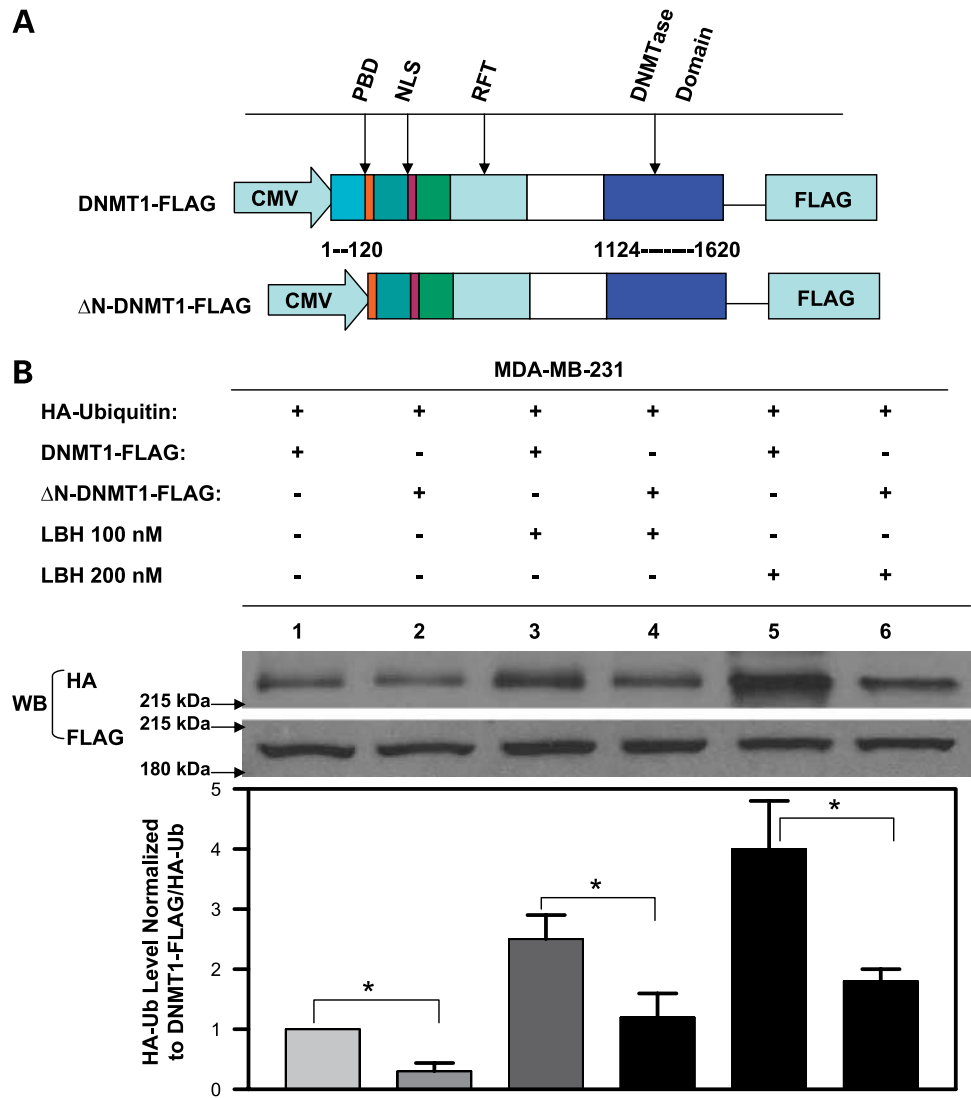 A
PBD NLS RFT DNMTase Domain
DNMT1-FLAG CMV FLAG
1--120 1124--------1620
ΔN-DNMT1-FLAG CMV FLAG
B
MDA-MB-231
HA-Ubiquitin: + + + + + +
DNMT1-FLAG: + - + - + -
ΔN-DNMT1-FLAG: - + - + - +
LBH 100 nM - - + + - -
LBH 200 nM - - - - + +
1 2 3 4 5 6
WB
HA
215 kDa
215 kDa
FLAG
180 kDa
HA-Ub Level Normalized
to DNMT1-FLAG/HA-Ub
5
4
3
2
1
0
* * *